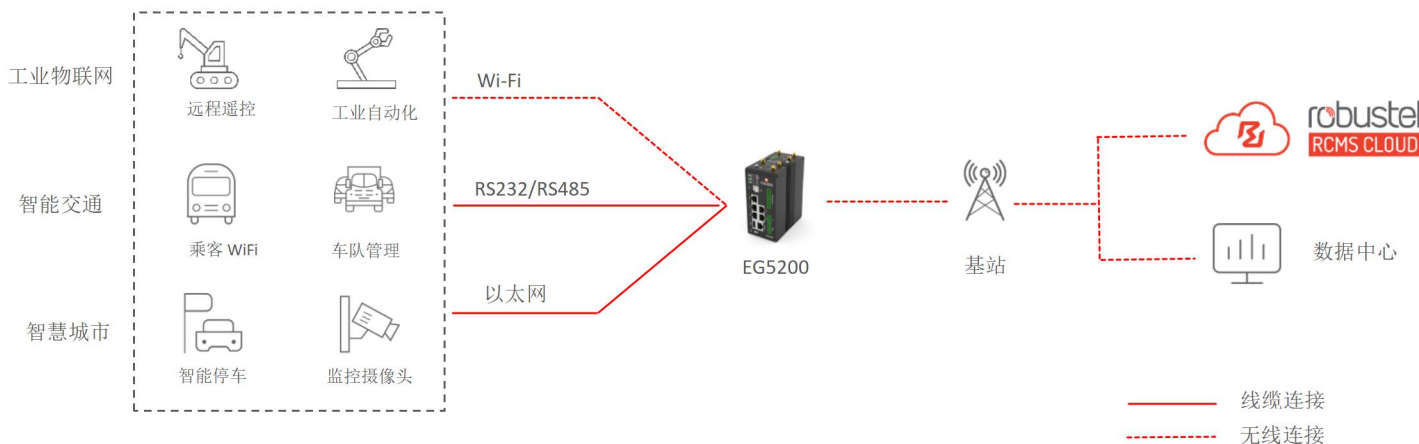 工业物联网
远程遥控
工业自动化
智能交通
乘客 WiFi
车队管理
智慧城市
智能停车
监控摄像头
Wi-Fi
RS232/RS485
以太网
EG5200
基站
robustel
RCMS CLOUD
数据中心
线缆连接
无线连接